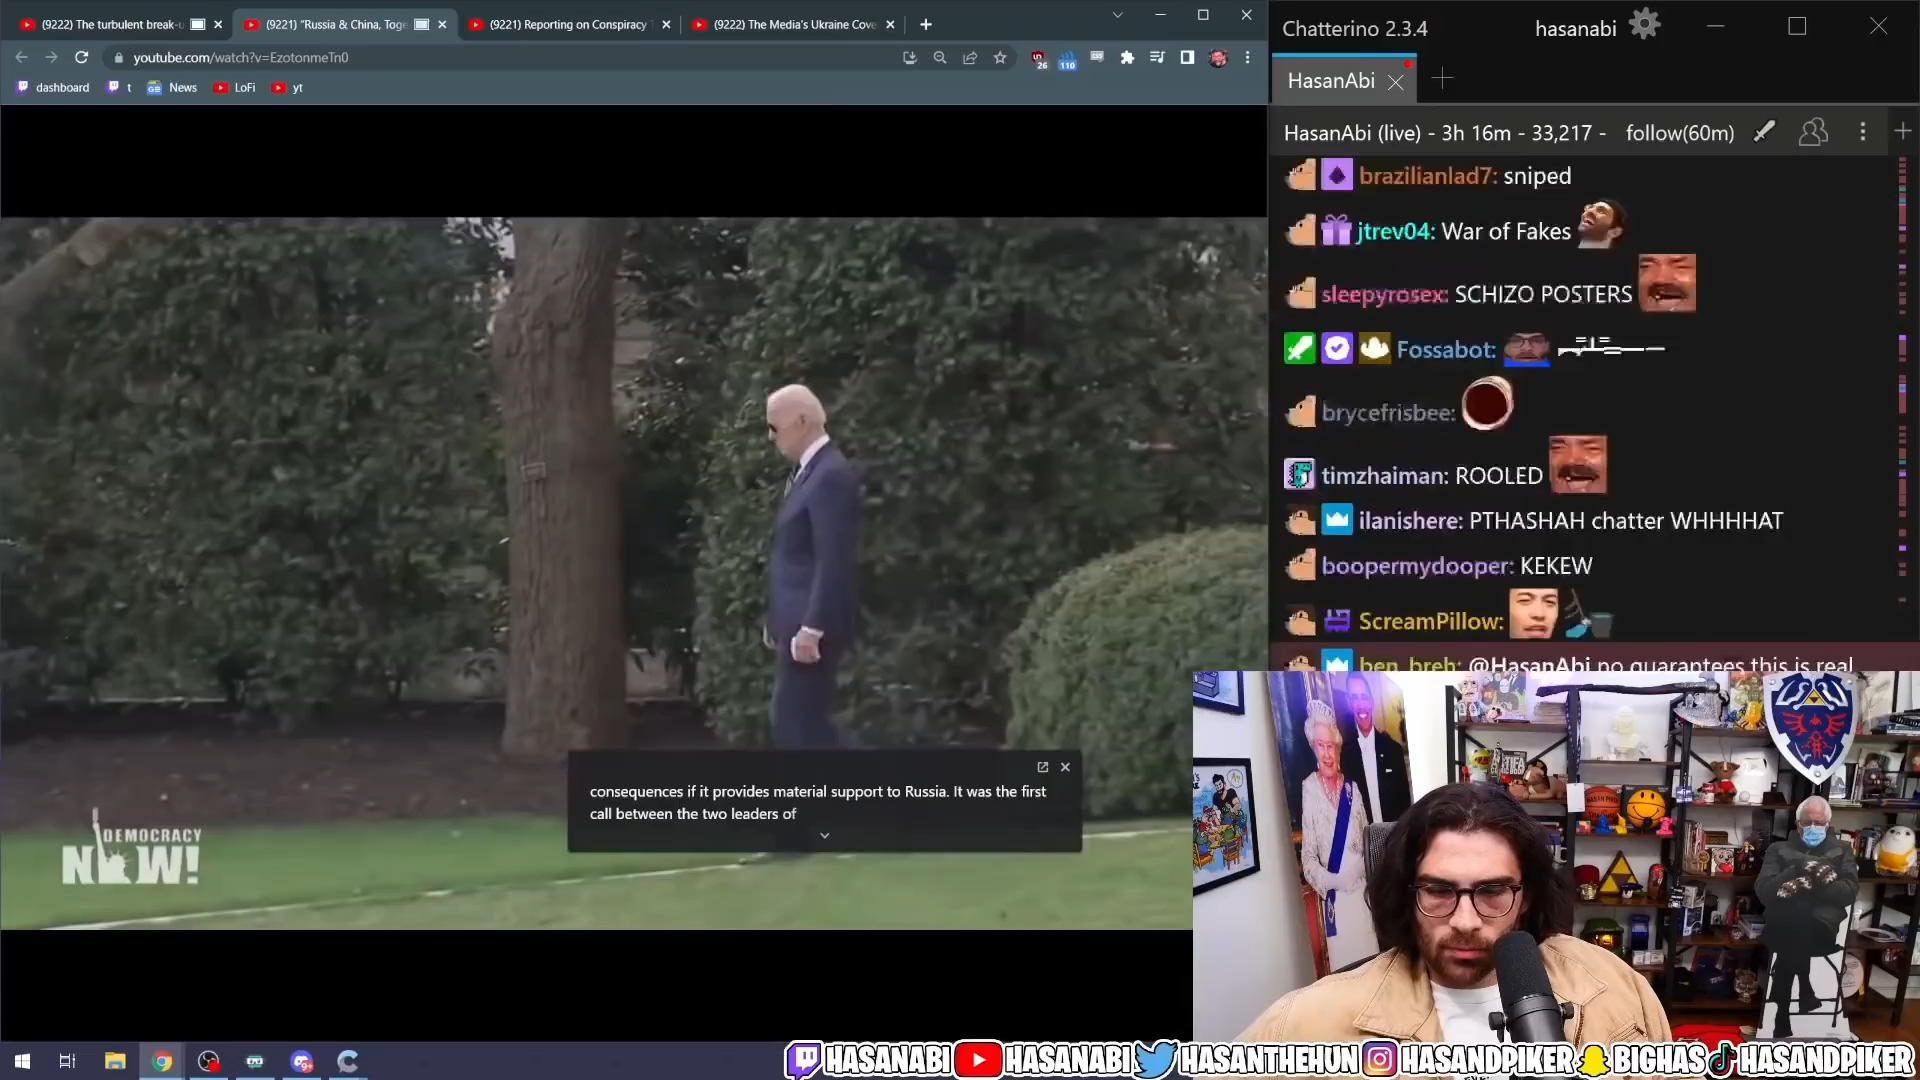 (9222) The turbulent break-u
(9221) "Russia & China, Toge
(9221) Reporting on Conspiracy T
(9222) The Media's Ukraine Cove
youtube.com/watch?v=EzotonmeTn0
26
110
dashboard
t
News
LoFi
yt
Chatterino 2.3.4
hasanabi
HasanAbi
HasanAbi (live) - 3h 16m - 33,217 - follow(60m)
brazilianlad7: sniped
jtrev04: War of Fakes
sleepyrosex: SCHIZO POSTERS
Fossabot:
brycefrisbee:
timzhaiman: ROOLED
ilanishere: PTHASHAH chatter WHHHHAT
boopermydooper: KEKEW
ScreamPillow:
ben_breh: @HasanAbi no guarantees this is real
consequences if it provides material support to Russia. It was the first
call between the two leaders of
DEMOCRACY
NOW!
HASANABI HASANABI HASANTHEHUN HASANDPIKER BIGHAS HASANDPIKER